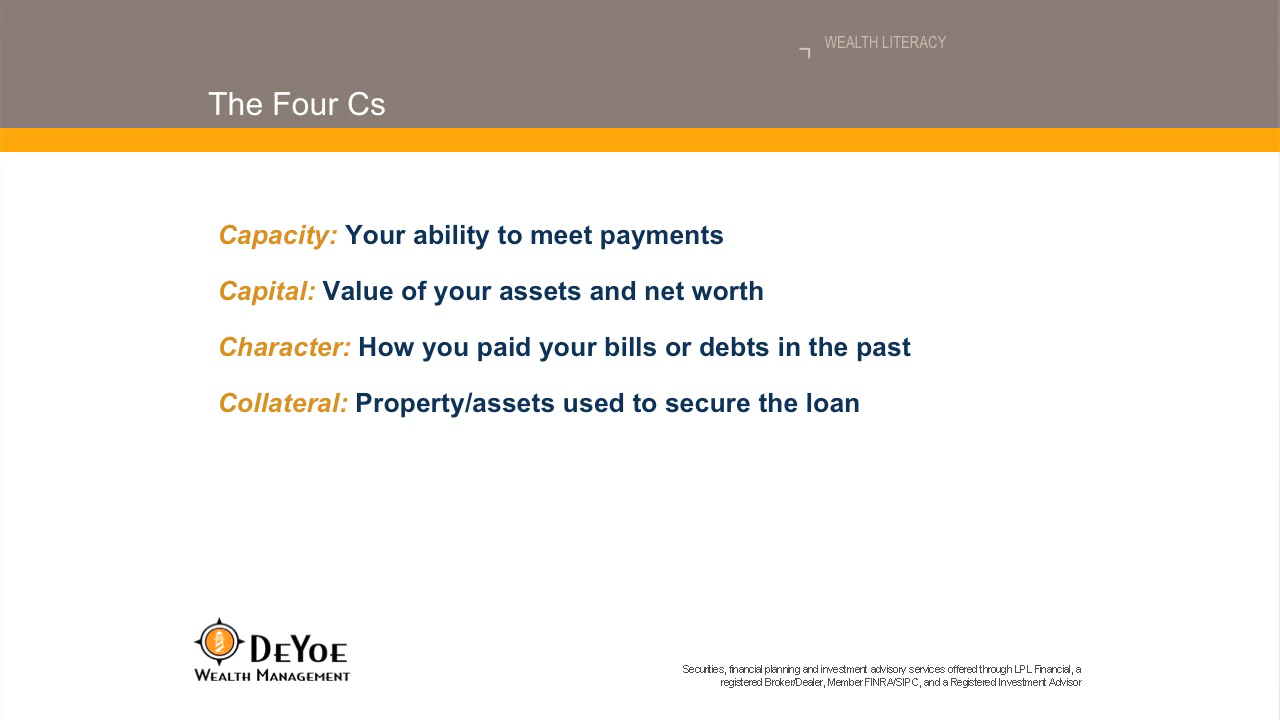 WEALTH LITERACY
The Four Cs
Capacity: Your ability to meet payments
Capital: Value of your assets and net worth
Character: How you paid your bills or debts in the past
Collateral: Property/assets used to secure the loan
DEYOE
WEALTH MANAGEMENT
Securities, financial planning and investment advisory services offered through LPL Financial, a
registered Broker/Dealer, Member FINRA/SIPC, and a Registered Investment Advisor